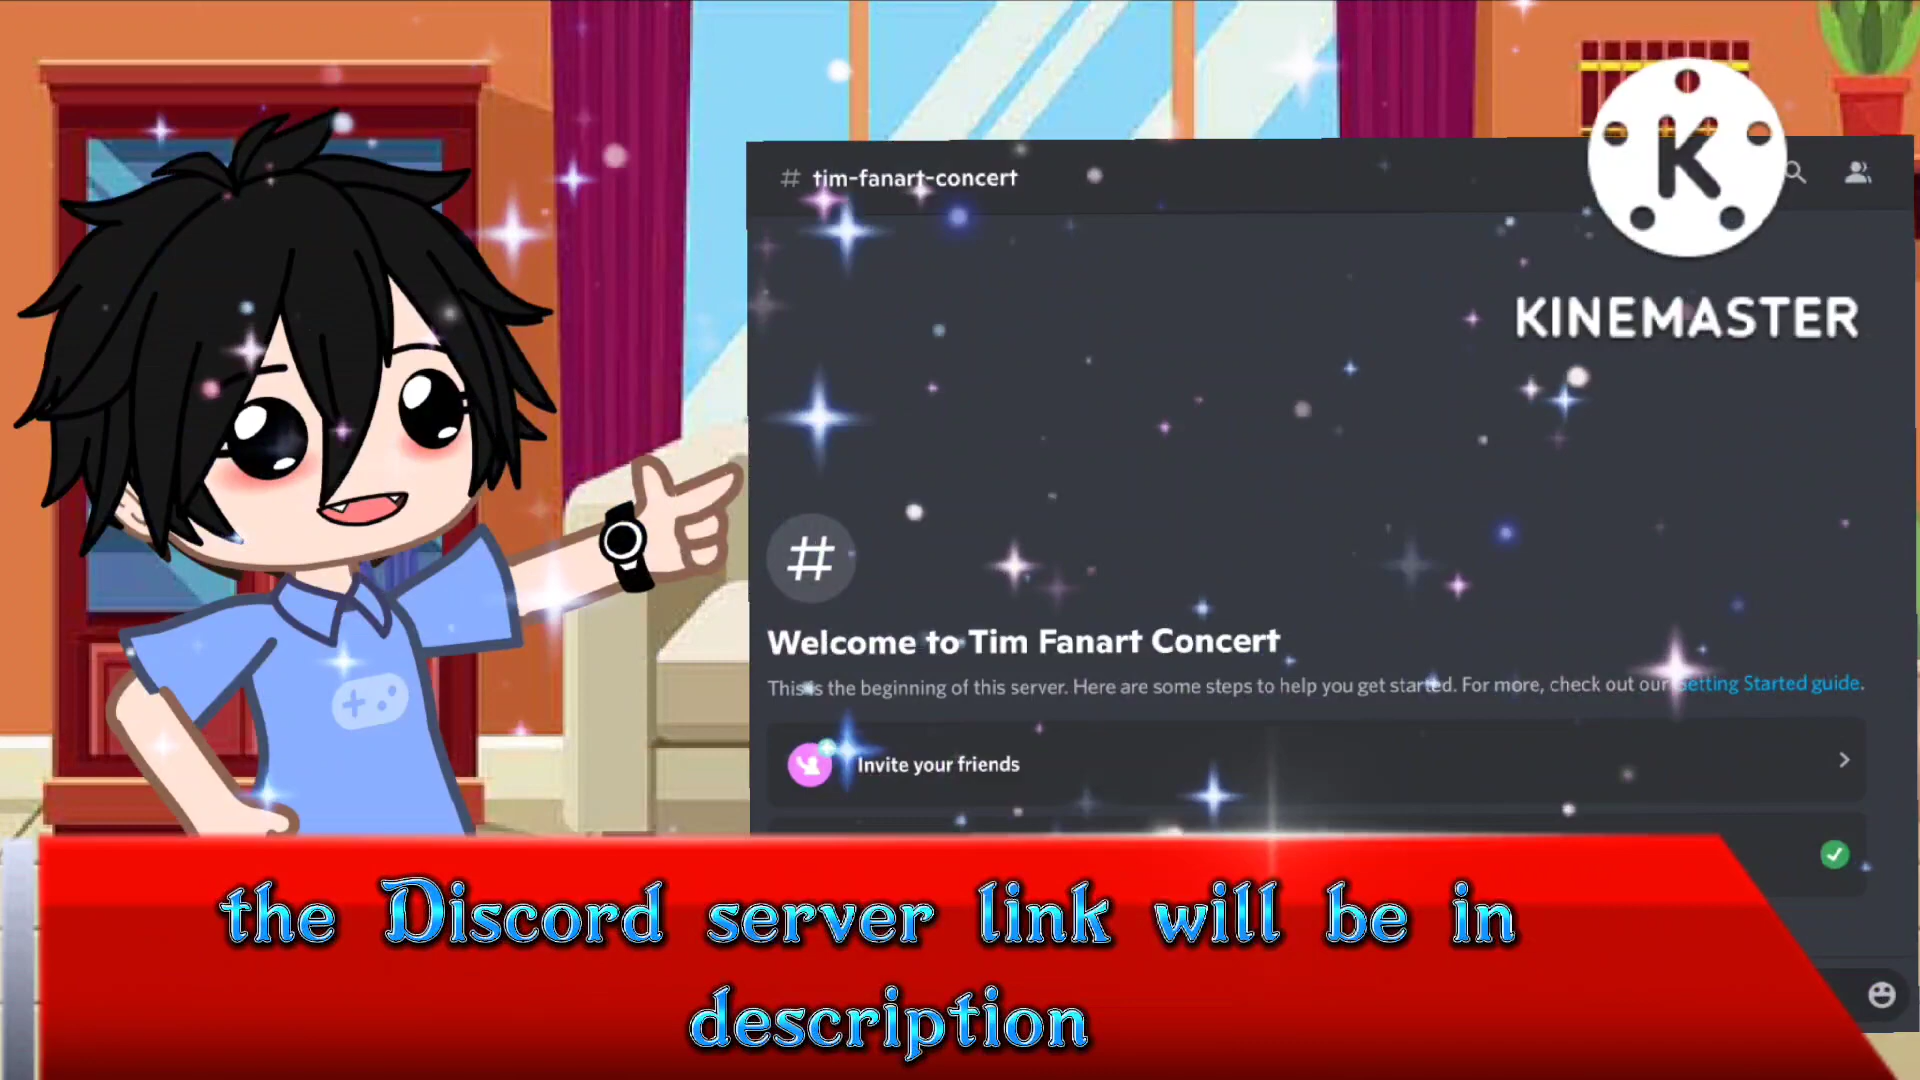 # tim-fanart-concert
K
KINEMASTER
#
Welcome to Tim Fanart Concert
This is the beginning of this server. Here are some steps to help you get started. For more, check out our Getting Started guide.
Invite your friends
the Discord server link will be in
description